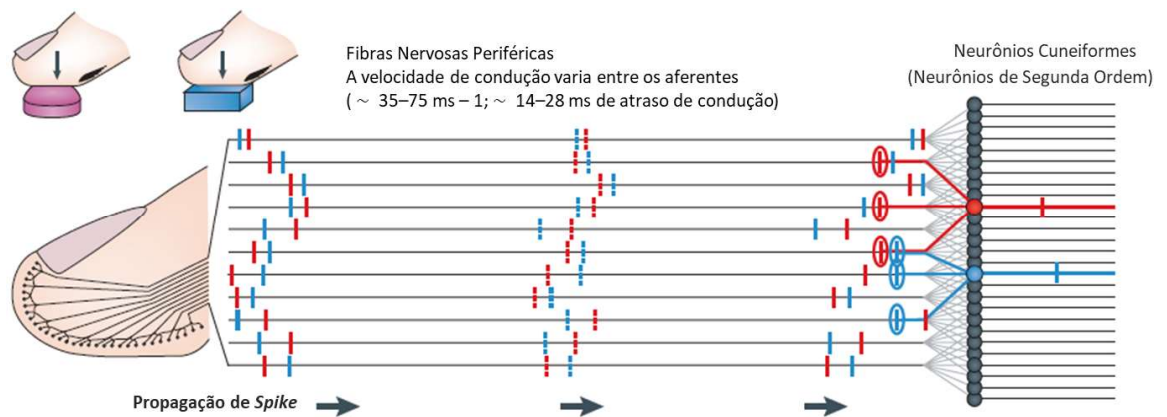 Fibras Nervosas Periféricas
A velocidade de condução varia entre os aferentes
( ~ 35–75 ms – 1; ~ 14–28 ms de atraso de condução)
Neurônios Cuneiformes
(Neurônios de Segunda Ordem)
Propagação de Spike